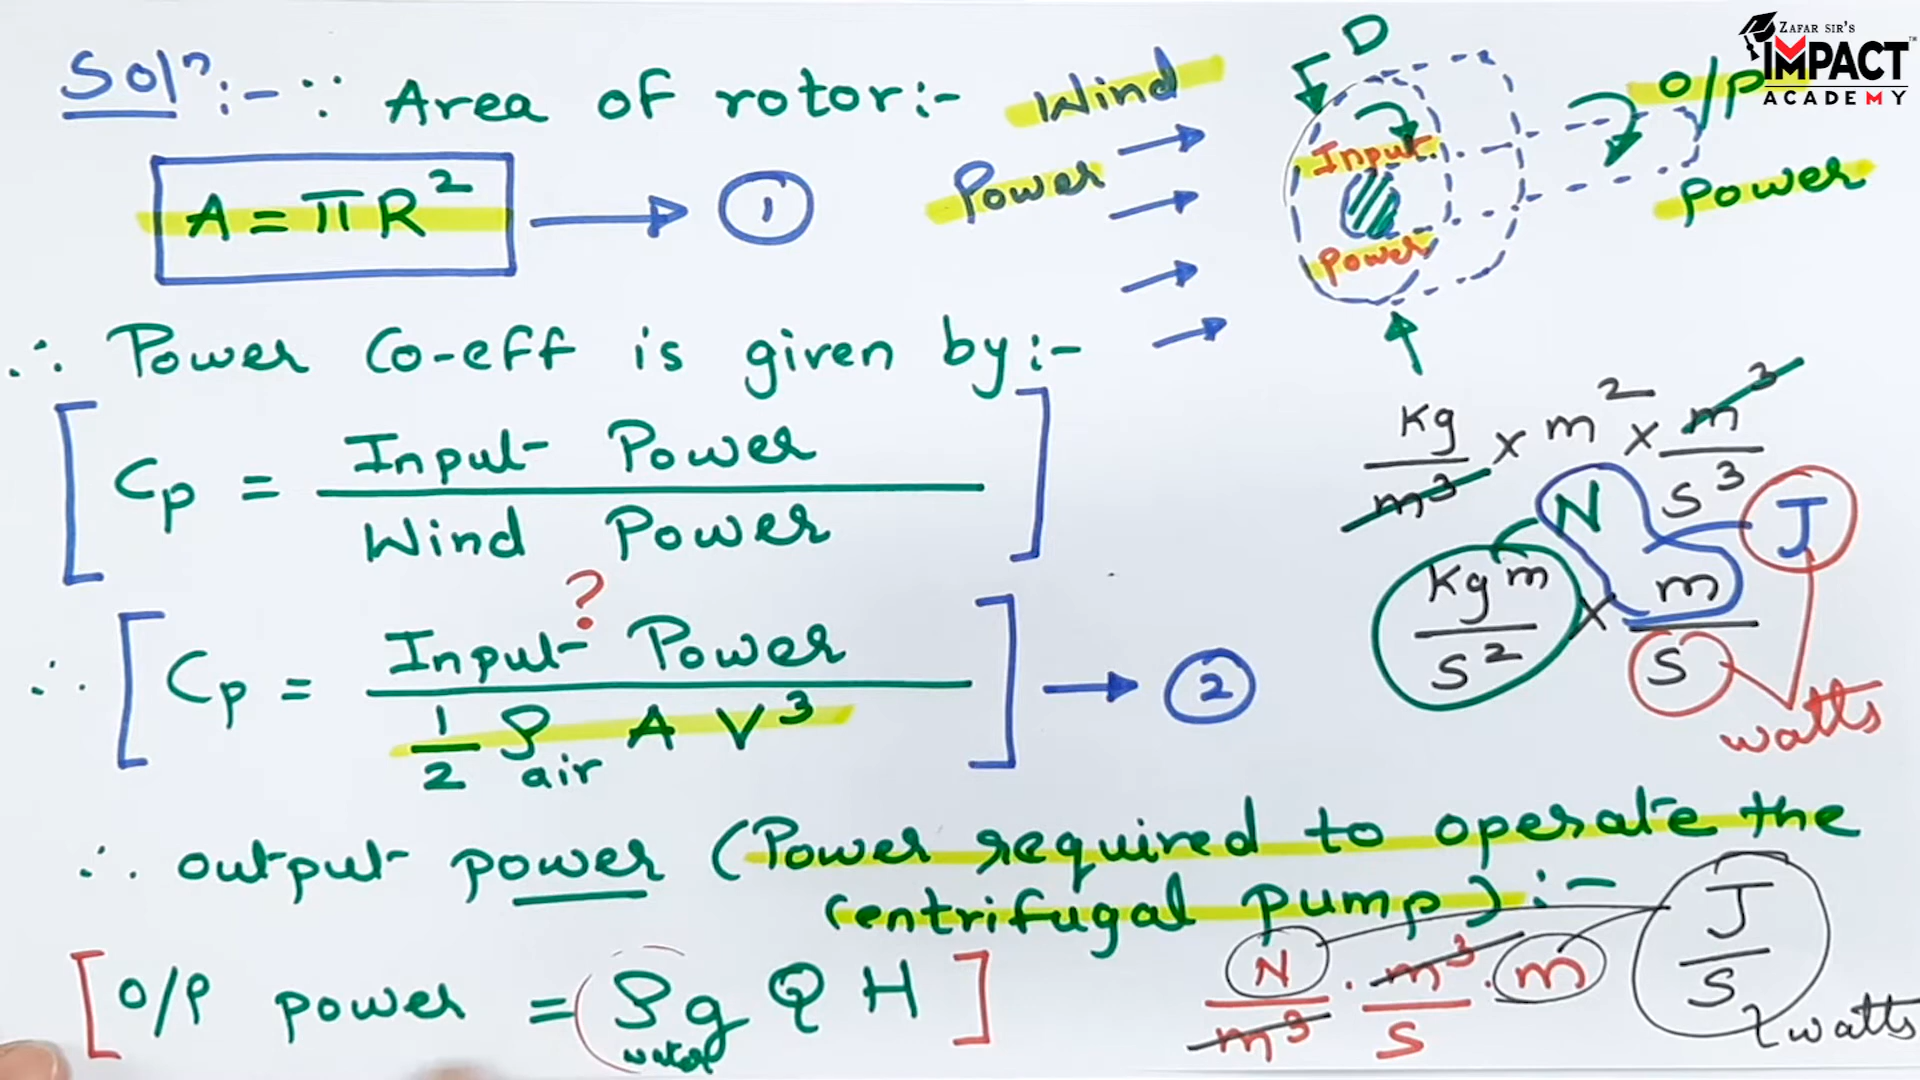 ZAFAR SIR'S
IMPACT™
ACADEMY
Solⁿ:- ∵ Area of rotor:-
A = πR² → ①
Wind
Power
D
Input
Power
O/P
Power
∴ Power Co-eff is given by:-
[Cp = Input Power / Wind Power]
?
∴ [Cp = Input Power / ½ ρair A V³] → ②
Kg/m³ × m² × m³/s³
N
J
Kg m/s² × m/s
watts
∴ output power (Power required to operate the
centrifugal pump):-
[O/P power = ρwater g Q H]
N/m³ · m³/s · m
J/s
watts